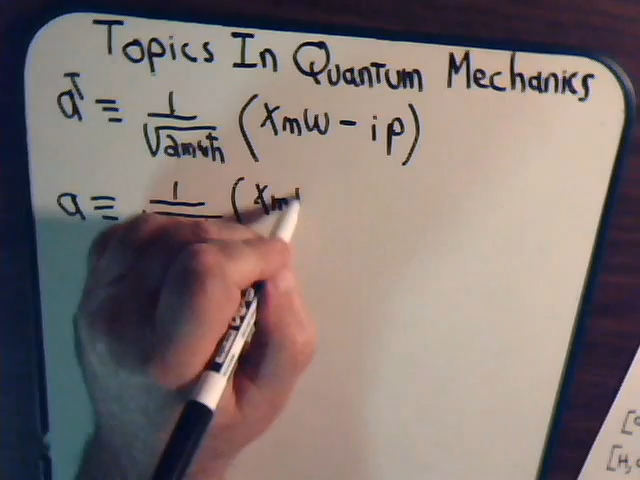 Topics In Quantum Mechanics
a† ≡ 1/√2mωħ (xmω - ip)
a ≡ 1/ (xm
[
[H,